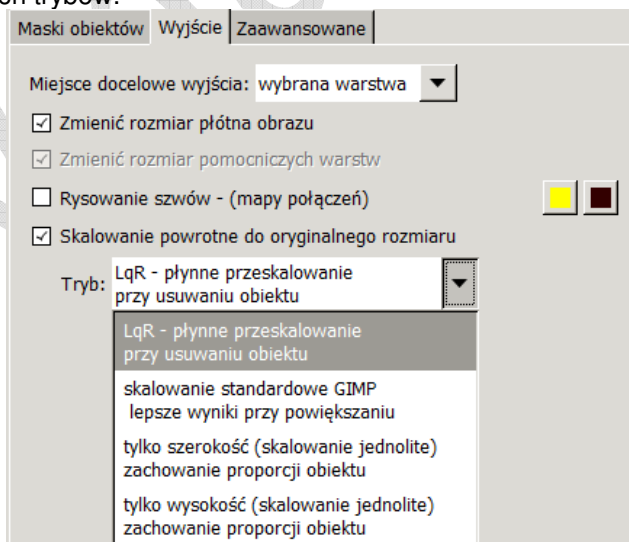 ch trybów.
Maski obiektów Wyjście Zaawansowane
Miejsce docelowe wyjścia: wybrana warstwa
Zmienić rozmiar płótna obrazu
Zmienić rozmiar pomocniczych warstw
Rysowanie szwów - (mapy połączeń)
Skalowanie powrotne do oryginalnego rozmiaru
Tryb: LqR - płynne przeskalowanie
przy usuwaniu obiektu
LqR - płynne przeskalowanie
przy usuwaniu obiektu
skalowanie standardowe GIMP
lepsze wyniki przy powiększaniu
tylko szerokość (skalowanie jednolite)
zachowanie proporcji obiektu
tylko wysokość (skalowanie jednolite)
zachowanie proporcji obiektu